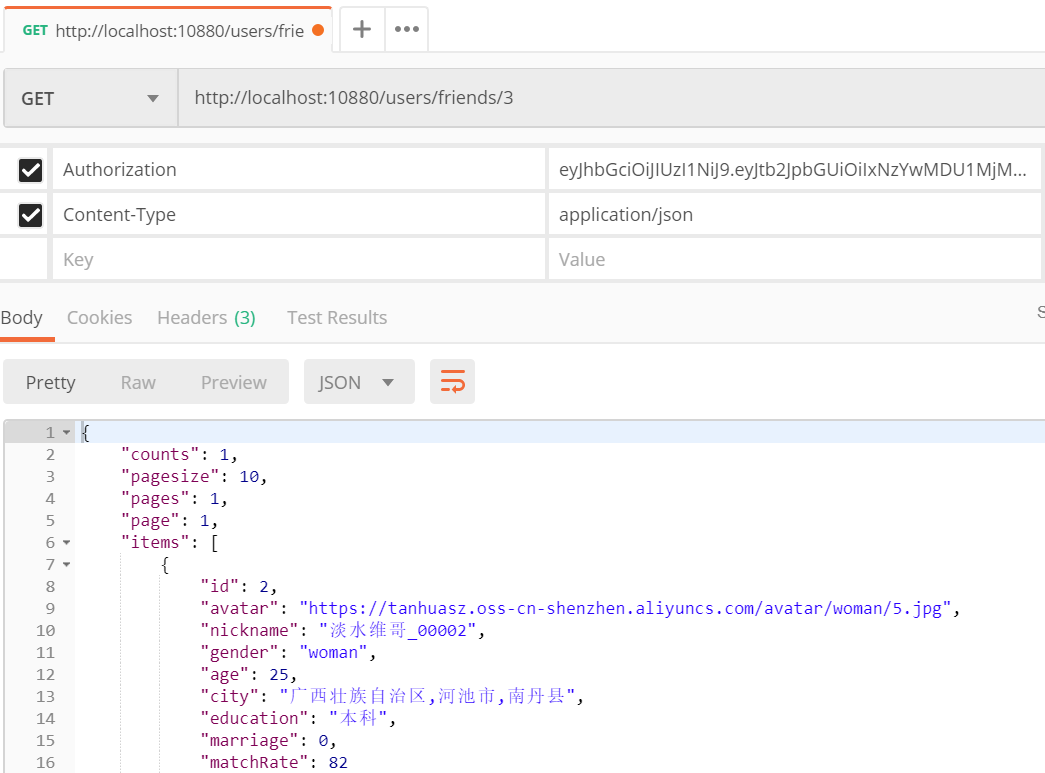 GET http://localhost:10880/users/frie
GET http://localhost:10880/users/friends/3
Authorization eyJhbGciOiJIUzI1NiJ9.eyJtb2JpbGUiOiIxNzYwMDU1MjM...
Content-Type application/json
Key Value
Body Cookies Headers (3) Test Results S
Pretty Raw Preview JSON
1 {
2 "counts": 1,
3 "pagesize": 10,
4 "pages": 1,
5 "page": 1,
6 "items": [
7 {
8 "id": 2,
9 "avatar": "https://tanhuasz.oss-cn-shenzhen.aliyuncs.com/avatar/woman/5.jpg",
10 "nickname": "淡水维哥_00002",
11 "gender": "woman",
12 "age": 25,
13 "city": "广西壮族自治区,河池市,南丹县",
14 "education": "本科",
15 "marriage": 0,
16 "matchRate": 82